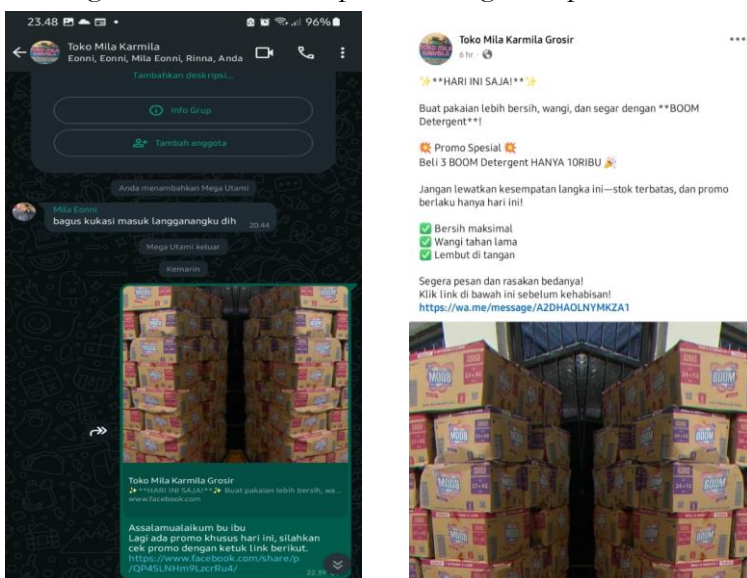 23.48
96%
Toko Mila Karmila
Eonni, Eonni, Mila Eonni, Rinna, Anda
Tambahkan deskripsi...
Info Grup
Tambah anggota
Anda menambahkan Mega Utami
Mila Eonni
bagus kukasi masuk langgananku dih 20.44
Mega Utami keluar
Kemarin
Toko Mila Karmila Grosir
✨**HARI INI SAJA!**✨ Buat pakaian lebih bersih, wa...
www.facebook.com
Assalamualaikum bu ibu
Lagi ada promo khusus hari ini, silahkan
cek promo dengan ketuk link berikut.
https://www.facebook.com/share/p
/QP4SLNHm9LzcrRu4/
22.39
Toko Mila Karmila Grosir
6 hr
✨**HARI INI SAJA!**✨
Buat pakaian lebih bersih, wangi, dan segar dengan **BOOM
Detergent**!
💥 Promo Spesial 💥
Beli 3 BOOM Detergent HANYA 10RIBU 🎉
Jangan lewatkan kesempatan langka ini—stok terbatas, dan promo
berlaku hanya hari ini!
✅ Bersih maksimal
✅ Wangi tahan lama
✅ Lembut di tangan
Segera pesan dan rasakan bedanya!
Klik link di bawah ini sebelum kehabisan!
https://wa.me/message/A2DHAOLNYMKZA1
BOOM
BOOM